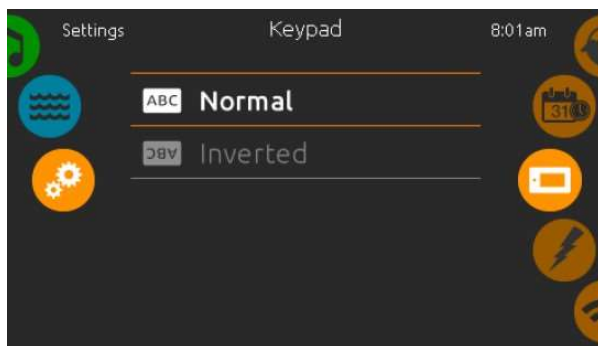 Settings
Keypad
8:01am
ABC Normal
ABC Inverted
31